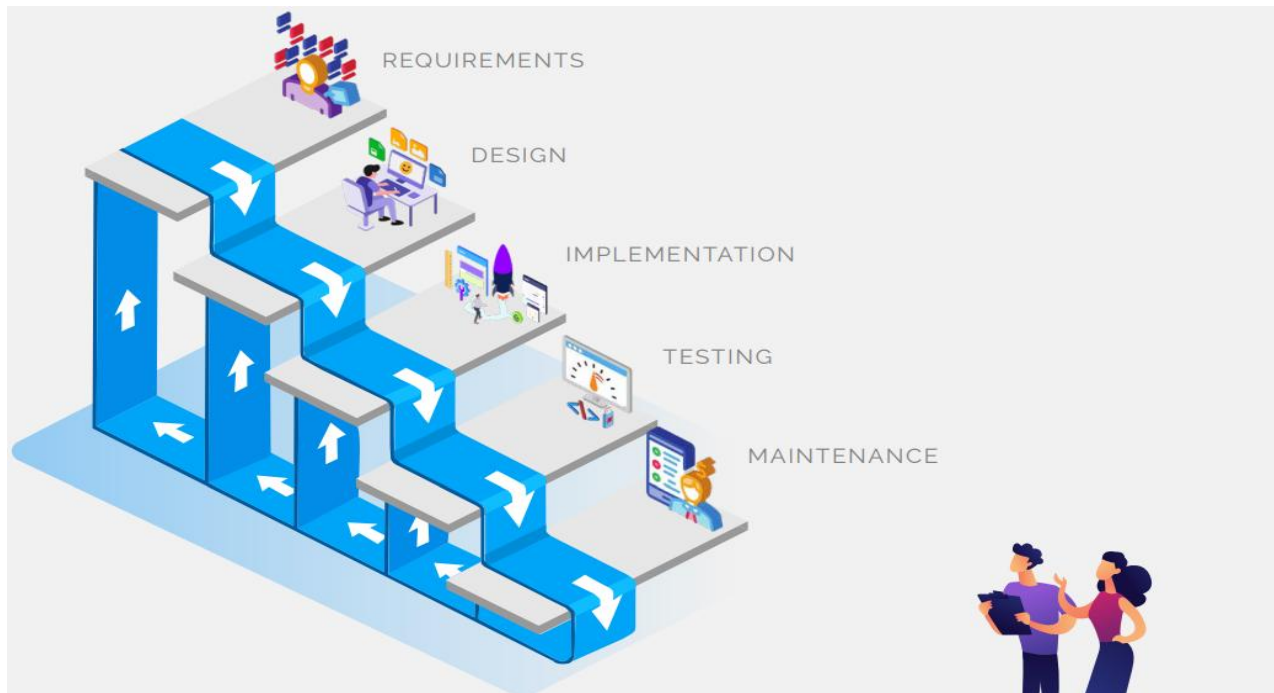 REQUIREMENTS
DESIGN
IMPLEMENTATION
TESTING
MAINTENANCE